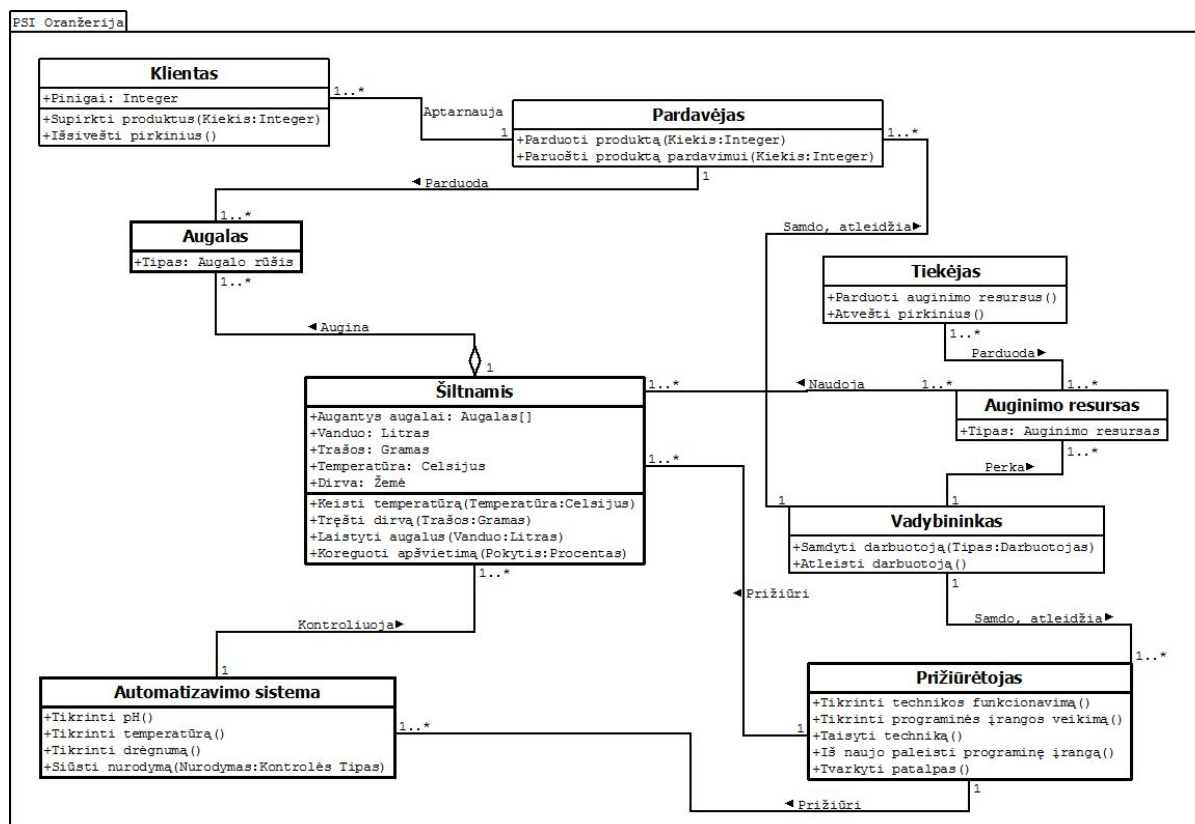 PSI Oranžerija
Klientas
+Pinigai: Integer
+Supirkti produktus(Kiekis:Integer)
+Išsivešti pirkinius()
1..*
Aptarnauja
1
Pardavėjas
+Parduoti produktą(Kiekis:Integer)
+Paruošti produktą pardavimui(Kiekis:Integer)
1..*
1
◄ Parduoda
1..*
Augalas
+Tipas: Augalo rūšis
1..*
Samdo, atleidžia►
Tiekėjas
+Parduoti auginimo resursus()
+Atvešti pirkinius()
1..*
Parduoda►
◄ Augina
1
Šiltnamis
+Augantys augalai: Augalas[]
+Vanduo: Litras
+Trašos: Gramas
+Temperatūra: Celsijus
+Dirva: Žemė
+Keisti temperatūrą(Temperatūra:Celsijus)
+Tręšti dirvą(Trašos:Gramas)
+Laistyti augalus(Vanduo:Litras)
+Koreguoti apšvietimą(Pokytis:Procentas)
1..*
◄ Naudoja
1..*
1..*
Auginimo resursas
+Tipas: Auginimo resursas
1..*
1..*
Perka►
1
1
Vadybininkas
+Samdyti darbuotoją(Tipas:Darbuotojas)
+Atleisti darbuotoją()
1
1..*
◄ Prižiūri
Kontroliuoja►
Samdo, atleidžia►
1
1..*
Automatizavimo sistema
+Tikrinti pH()
+Tikrinti temperatūrą()
+Tikrinti drėgnumą()
+Siūsti nurodymą(Nurodymas:Kontrolės Tipas)
1..*
Prižiūrėtojas
+Tikrinti technikos funkcionavimą()
+Tikrinti programinės įrangos veikimą()
+Taisyti techniką()
+Iš naujo paleisti programinę įrangą()
+Tvarkyti patalpas()
1
1
◄ Prižiūri